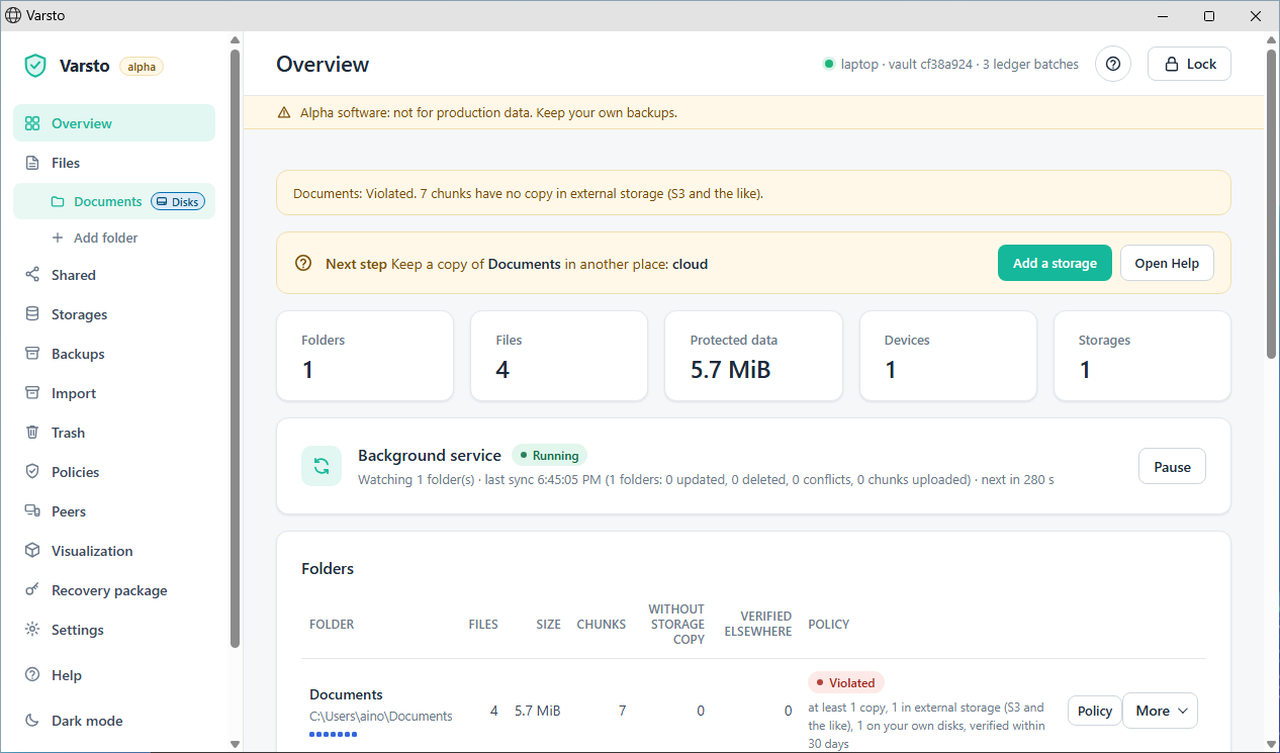 Varsto
Varsto alpha
Overview
Files
Documents Disks
+ Add folder
Shared
Storages
Backups
Import
Trash
Policies
Peers
Visualization
Recovery package
Settings
Help
Dark mode
Overview
laptop · vault cf38a924 · 3 ledger batches
Lock
Alpha software: not for production data. Keep your own backups.
Documents: Violated. 7 chunks have no copy in external storage (S3 and the like).
Next step Keep a copy of Documents in another place: cloud
Add a storage
Open Help
Folders
1
Files
4
Protected data
5.7 MiB
Devices
1
Storages
1
Background service Running
Watching 1 folder(s) · last sync 6:45:05 PM (1 folders: 0 updated, 0 deleted, 0 conflicts, 0 chunks uploaded) · next in 280 s
Pause
Folders
FOLDER FILES SIZE CHUNKS WITHOUT STORAGE COPY VERIFIED ELSEWHERE POLICY
Documents
C:\Users\aino\Documents
4 5.7 MiB 7 0 0
Violated
at least 1 copy, 1 in external storage (S3 and
the like), 1 on your own disks, verified within
30 days
Policy
More